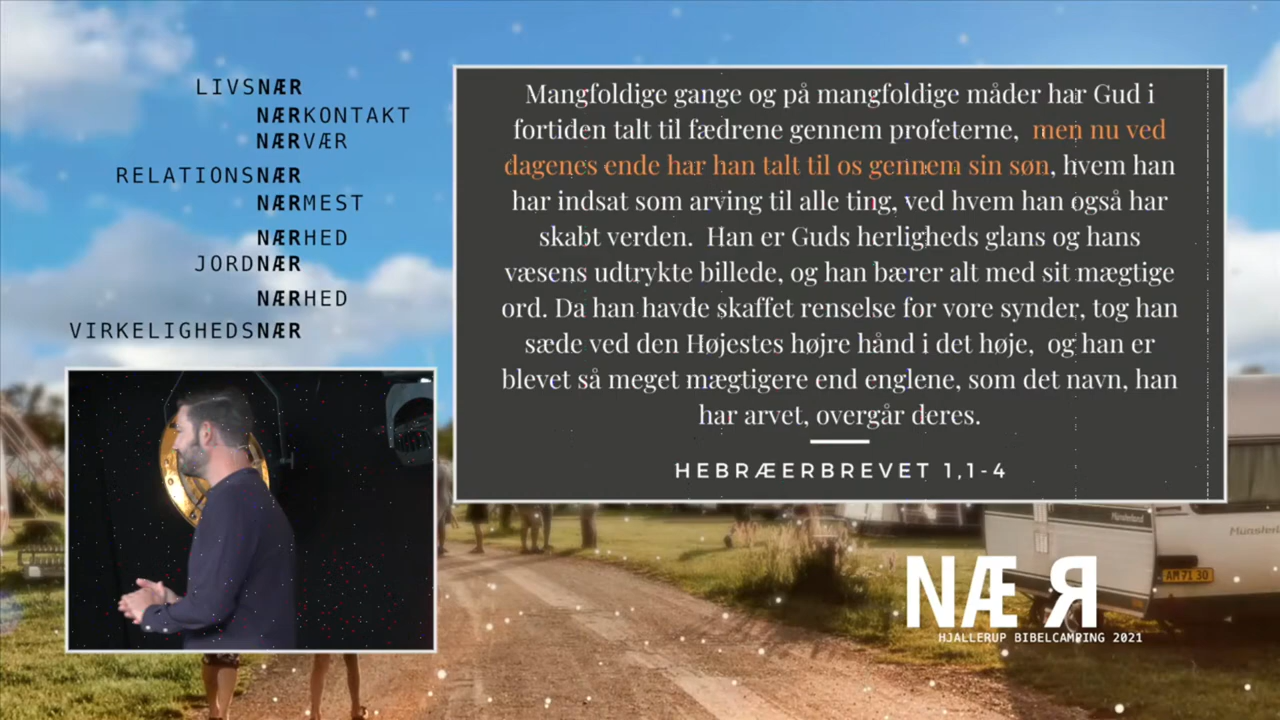 LIVSNÆR
NÆRKONTAKT
NÆRVÆR
RELATIONSNÆR
NÆRMEST
NÆRHED
JORDNÆR
NÆRHED
VIRKELIGHEDSNÆR
Mangfoldige gange og på mangfoldige måder har Gud i
fortiden talt til fædrene gennem profeterne, men nu ved
dagenes ende har han talt til os gennem sin søn, hvem han
har indsat som arving til alle ting, ved hvem han også har
skabt verden. Han er Guds herligheds glans og hans
væsens udtrykte billede, og han bærer alt med sit mægtige
ord. Da han havde skaffet renselse for vore synder, tog han
sæde ved den Højestes højre hånd i det høje, og han er
blevet så meget mægtigere end englene, som det navn, han
har arvet, overgår deres.
HEBRÆERBREVET 1,1-4
Münsterland
Münsterl
AM 71 30
NÆR
HJALLERUP BIBELCAMPING 2021